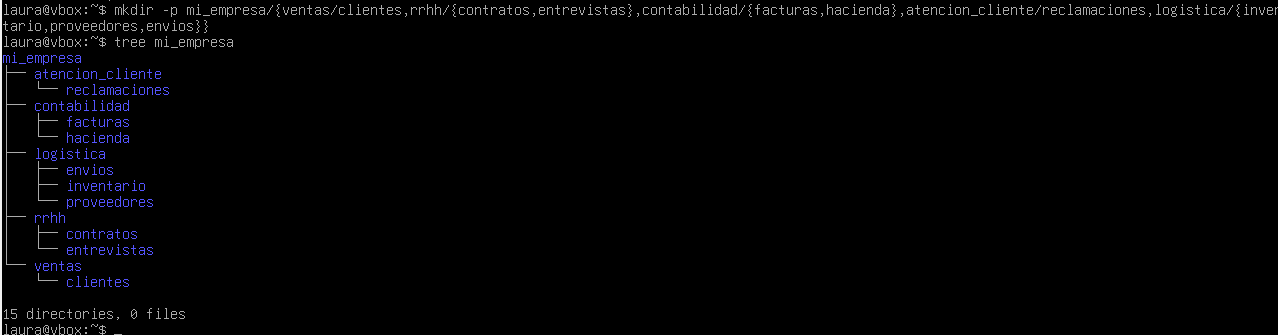 laura@vbox:~$ mkdir -p mi_empresa/{ventas/clientes,rrhh/{contratos,entrevistas},contabilidad/{facturas,hacienda},atencion_cliente/reclamaciones,logistica/{inven
tario,proveedores,envios}}
laura@vbox:~$ tree mi_empresa
mi_empresa
├── atencion_cliente
│   └── reclamaciones
├── contabilidad
│   ├── facturas
│   └── hacienda
├── logistica
│   ├── envios
│   ├── inventario
│   └── proveedores
├── rrhh
│   ├── contratos
│   └── entrevistas
└── ventas
    └── clientes

15 directories, 0 files
laura@vbox:~$ _